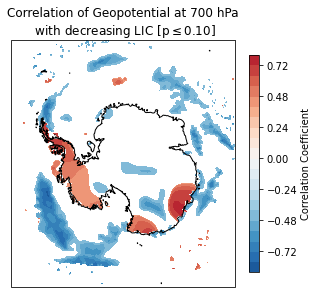 Correlation of Geopotential at 700 hPa
with decreasing LIC [p ≤ 0.10]
0.72
0.48
0.24
0.00
−0.24
−0.48
−0.72
Correlation Coefficient